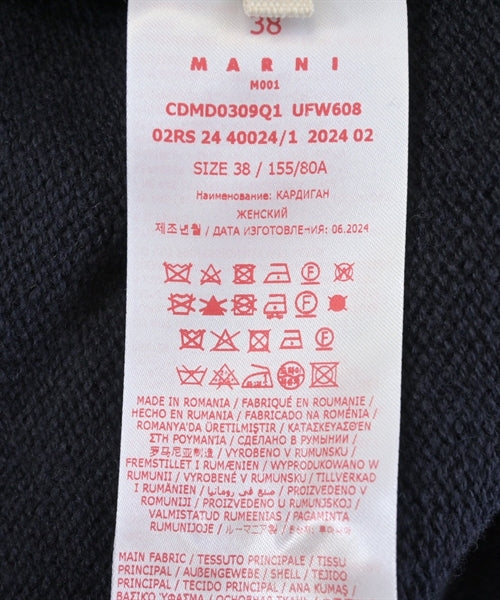 38
MARNI
M001
CDMD0309Q1 UFW608
02RS 24 40024/1 2024 02
SIZE 38 / 155/80A
Наименование: КАРДИГАН
ЖЕНСКИЙ
제조년월 / ДАТА ИЗГОТОВЛЕНИЯ: 06.2024
MADE IN ROMANIA / FABRIQUÉ EN ROUMANIE /
HECHO EN RUMANIA / FABRICADO NA ROMÉNIA /
ROMANYA'DA ÜRETILMIŞTIR / ΚΑΤΑΣΚΕΥΑΣΘΕΝ
ΣΤΗ ΡΟΥΜΑΝΙΑ / СДЕЛАНО В РУМЫНИИ /
罗马尼亚制造 / VYROBENO V RUMUNSKU /
FREMSTILLET I RUMÆNIEN / WYPRODUKOWANO W
RUMUNII / VYROBENÉ V RUMUNSKU / TILLVERKAD
I RUMÄNIEN / صنع في رومانيا / PROIZVEDENO V
ROMUNIJI / PROIZVEDENO U RUMUNJSKOJ /
VALMISTATUD RUMEENIAS / PAGAMINTA
RUMUNIJOJE / ルーマニア製 /
MAIN FABRIC / TESSUTO PRINCIPALE / TISSU
PRINCIPAL / AUßENGEWEBE / SHELL / TEJIDO
PRINCIPAL / TECIDO PRINCIPAL / ANA KUMAŞ /
ΒΑΣΙΚΟ ΎΦΑΣΜΑ / ОСНОВНАЯ ТКАНЬ /